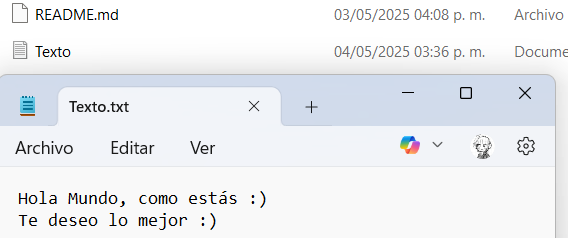 README.md 03/05/2025 04:08 p. m. Archivo
Texto 04/05/2025 03:36 p. m. Docume
Texto.txt
Archivo Editar Ver
Hola Mundo, como estás :)
Te deseo lo mejor :)